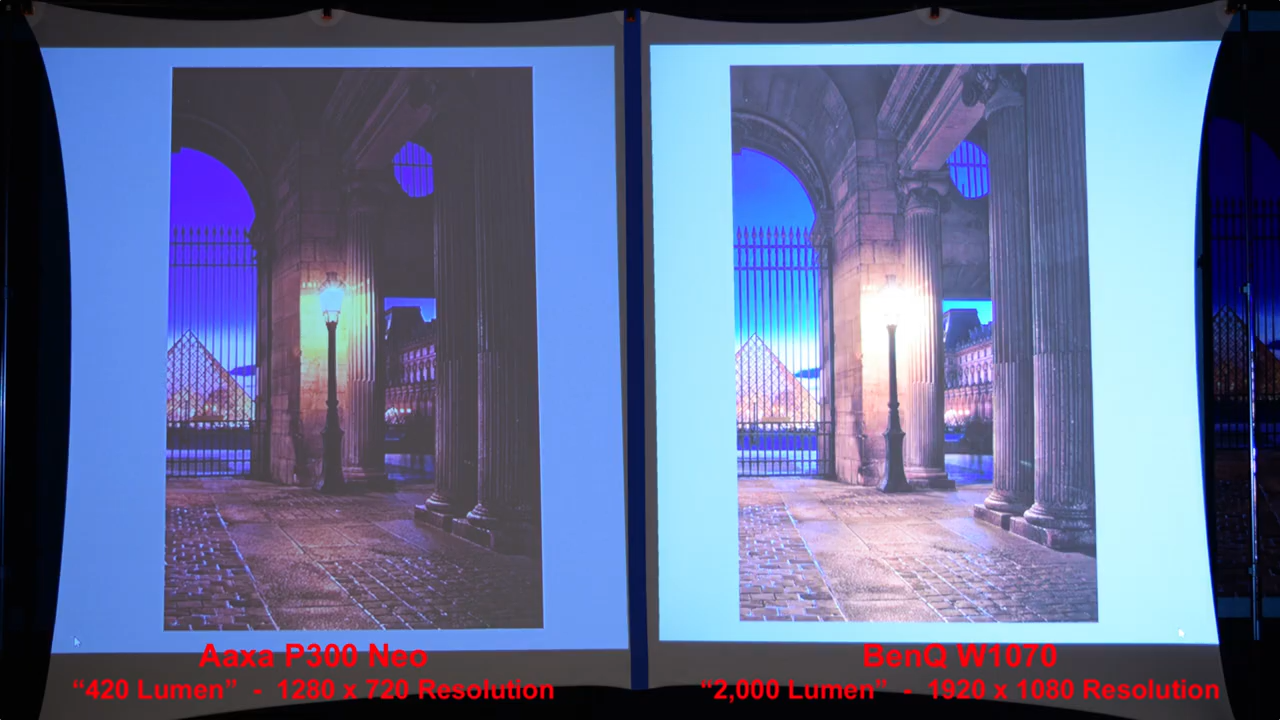 Aaxa P300 Neo
"420 Lumen" - 1280 x 720 Resolution
BenQ W1070
"2,000 Lumen" - 1920 x 1080 Resolution